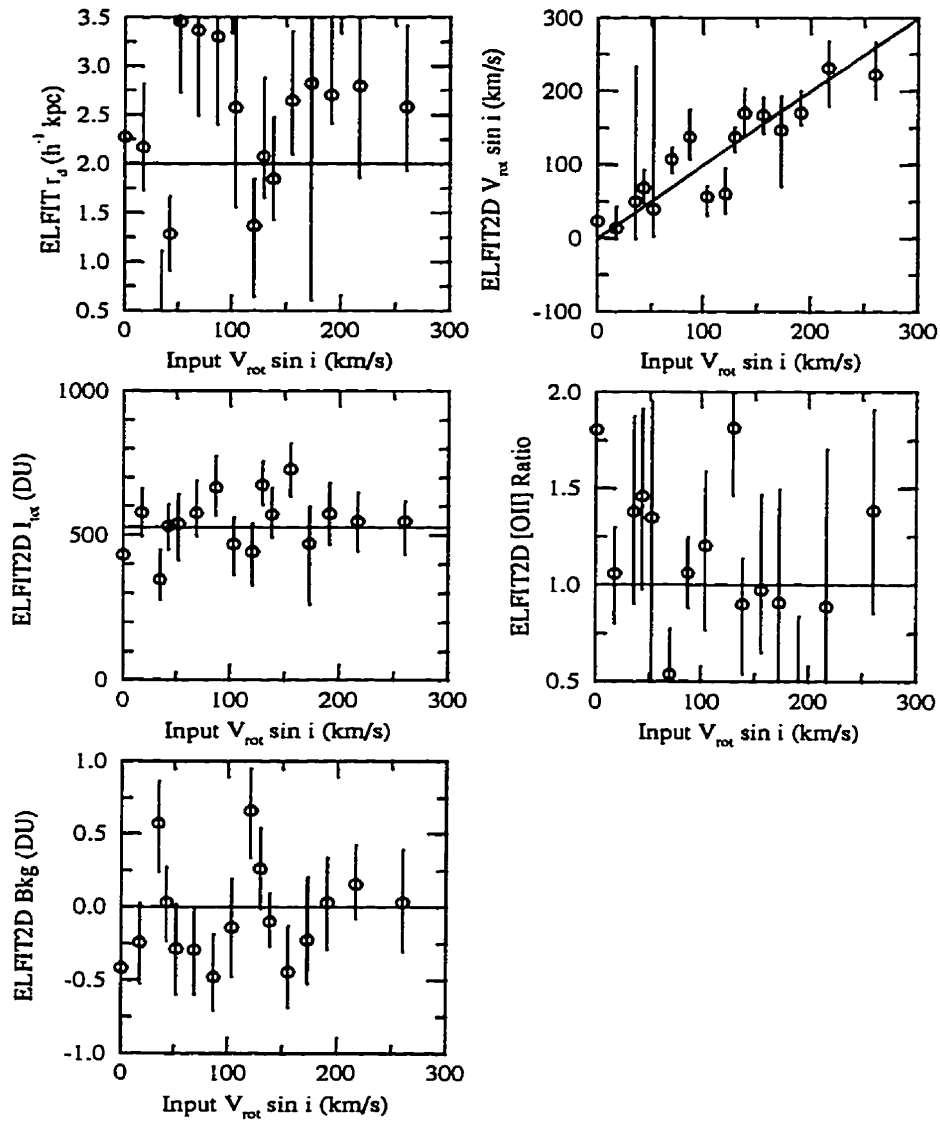 3.5
3.0
2.5
2.0
1.5
1.0
0.5
ELFIT r_d (h⁻¹ kpc)
0 100 200 300
Input V_rot sin i (km/s)
300
200
100
0
-100
ELFIT2D V_rot sin i (km/s)
0 100 200 300
Input V_rot sin i (km/s)
1000
500
0
ELFIT2D I_tot (DU)
0 100 200 300
Input V_rot sin i (km/s)
2.0
1.5
1.0
0.5
ELFIT2D [OII] Ratio
0 100 200 300
Input V_rot sin i (km/s)
1.0
0.5
0.0
-0.5
-1.0
ELFIT2D Bkg (DU)
0 100 200 300
Input V_rot sin i (km/s)